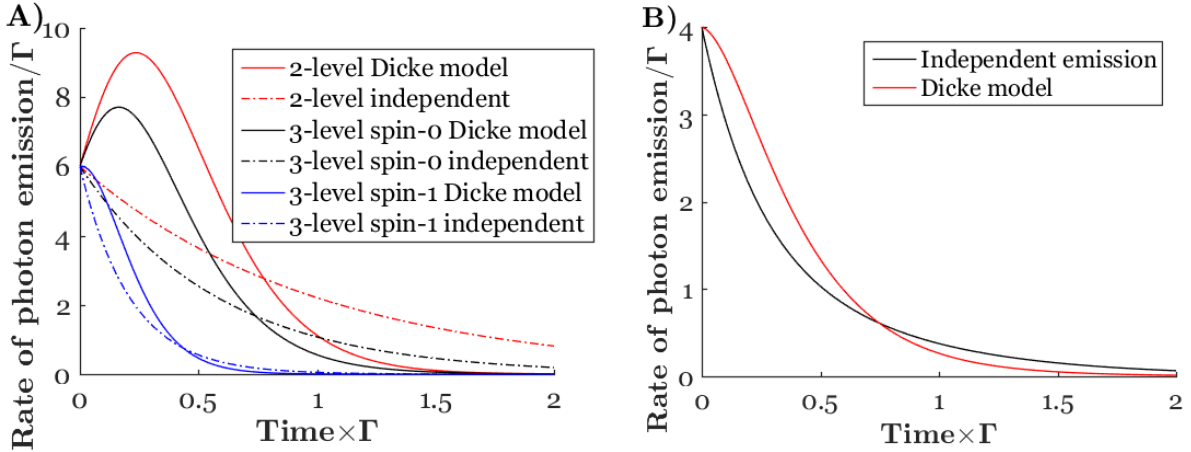 A)
Rate of photon emission/Γ
10
8
6
4
2
0
0
0.5
1
1.5
2
Time×Γ
2-level Dicke model
2-level independent
3-level spin-0 Dicke model
3-level spin-0 independent
3-level spin-1 Dicke model
3-level spin-1 independent
B)
Rate of photon emission/Γ
4
3
2
1
0
0
0.5
1
1.5
2
Time×Γ
Independent emission
Dicke model